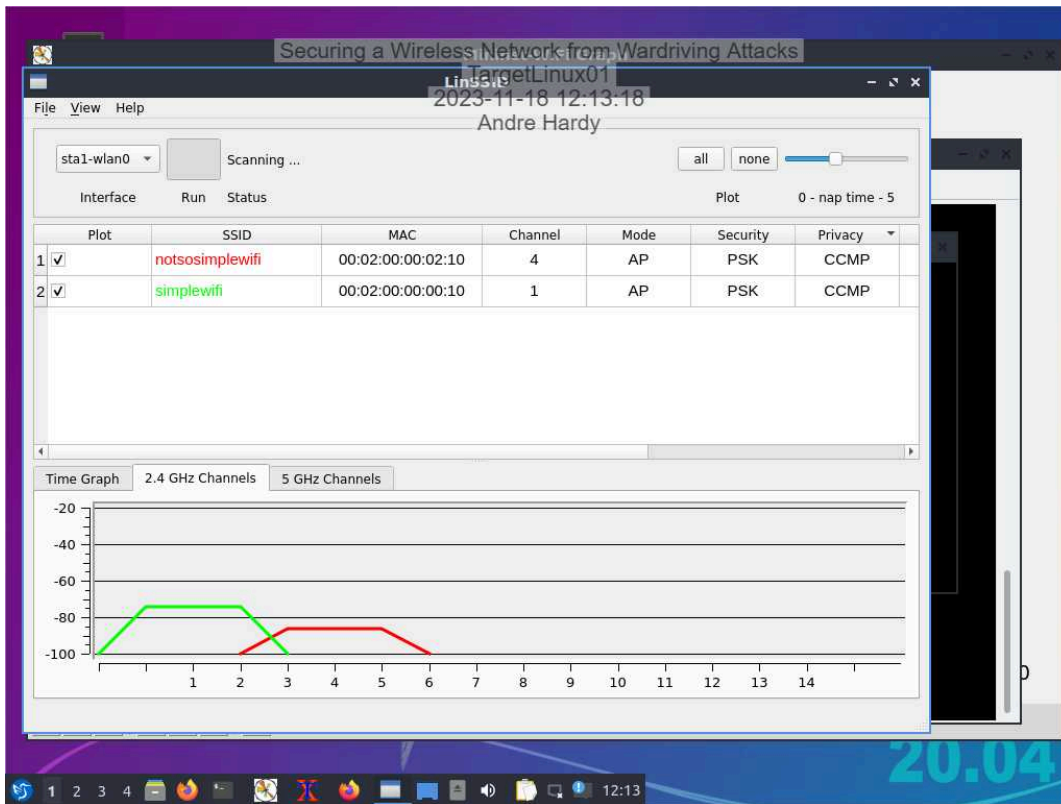 Securing a Wireless Network from Wardriving Attacks
TargetLinux01
2023-11-18 12:13:18
Andre Hardy
File View Help
sta1-wlan0 Scanning ... all none
Interface Run Status Plot 0 - nap time - 5
Plot SSID MAC Channel Mode Security Privacy
1 notsosimplewifi 00:02:00:00:02:10 4 AP PSK CCMP
2 simplewifi 00:02:00:00:00:10 1 AP PSK CCMP
Time Graph 2.4 GHz Channels 5 GHz Channels
-20
-40
-60
-80
-100
1 2 3 4 5 6 7 8 9 10 11 12 13 14
20.04
1 2 3 4 12:13